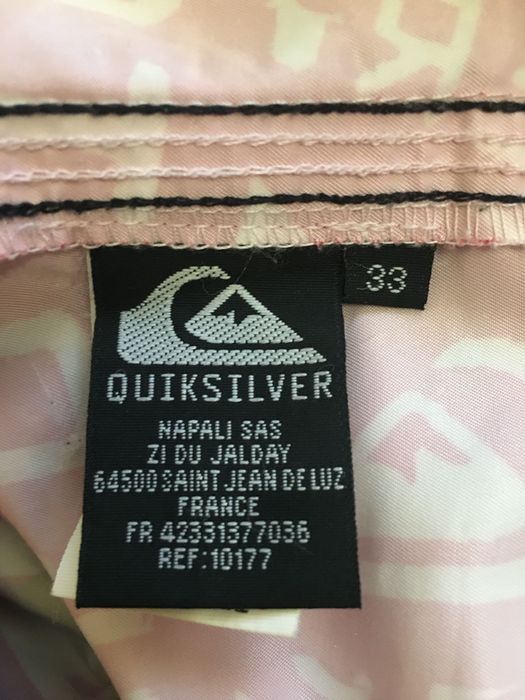 33
QUIKSILVER
NAPALI SAS
ZI DU JALDAY
64500 SAINT JEAN DE LUZ
FRANCE
FR 42331377036
REF:10177